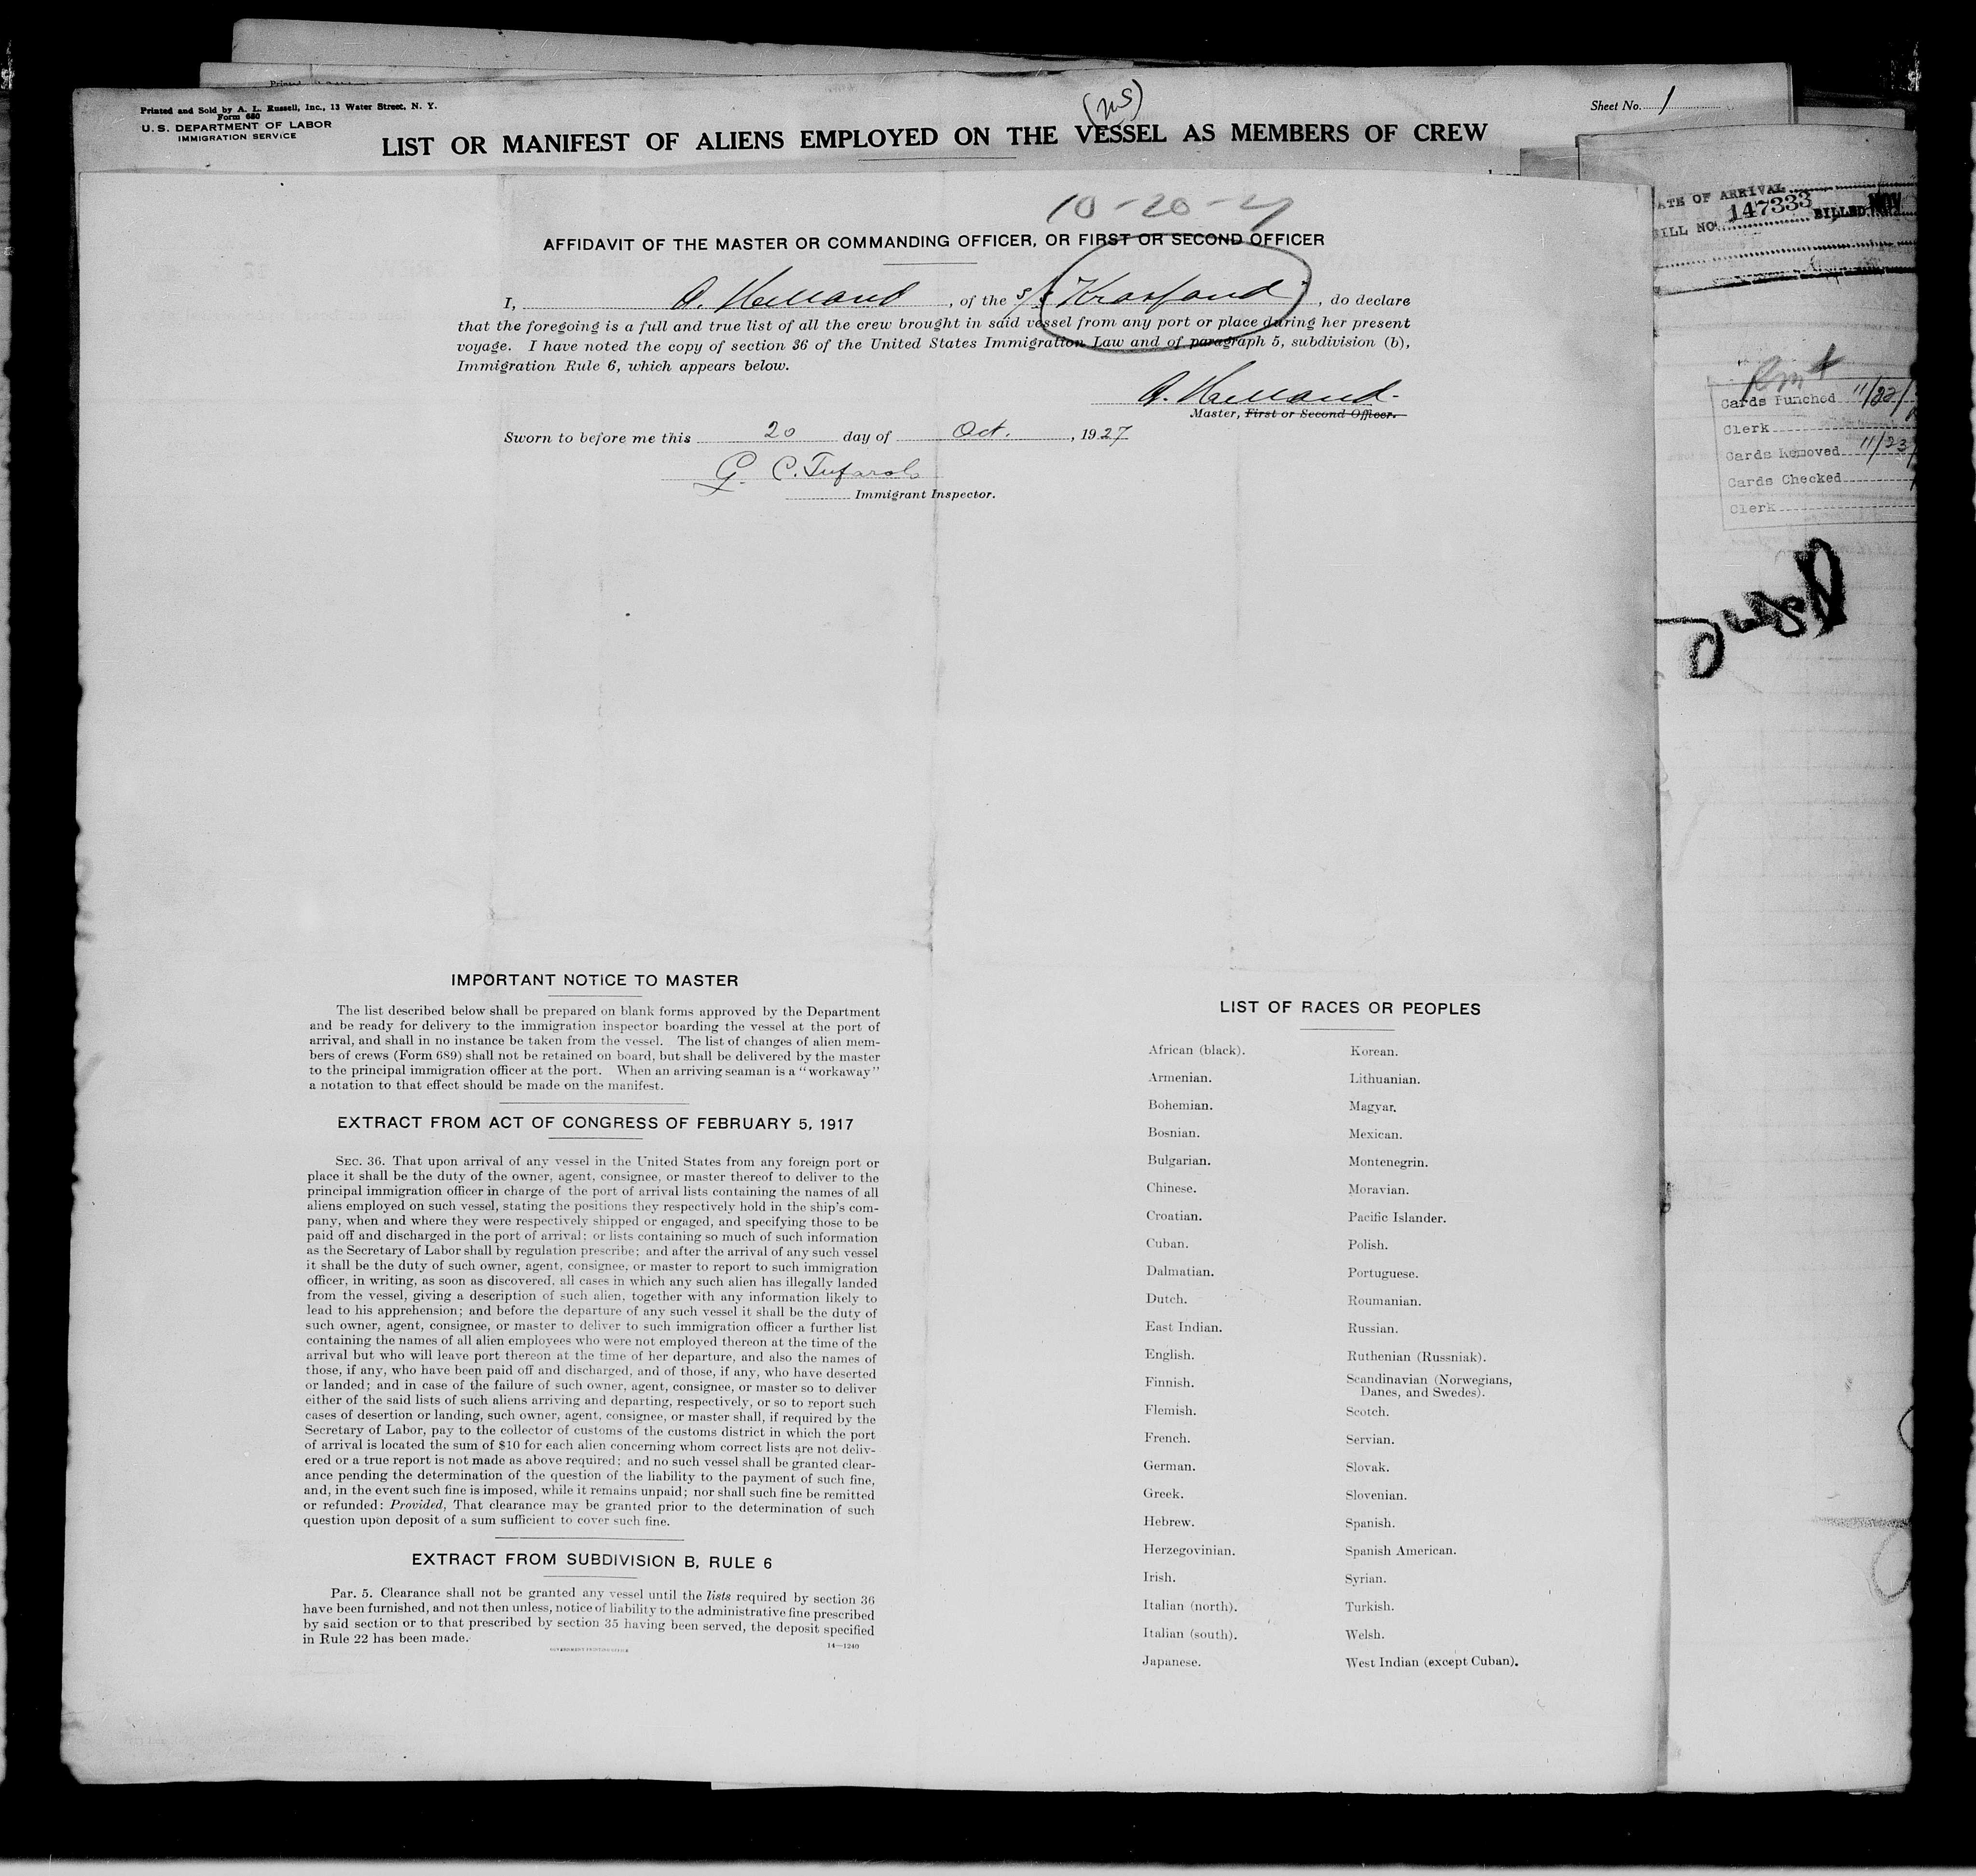 Printed and Sold by A. L. Russell, Inc., 13 Water Street, N. Y.
Form 680
U. S. DEPARTMENT OF LABOR
IMMIGRATION SERVICE
Sheet No. 1
LIST OR MANIFEST OF ALIENS EMPLOYED ON THE VESSEL AS MEMBERS OF CREW
10-20-27
AFFIDAVIT OF THE MASTER OR COMMANDING OFFICER, OR FIRST OR SECOND OFFICER
I, , of the s/s "Krosfond", do declare
that the foregoing is a full and true list of all the crew brought in said vessel from any port or place during her present
voyage. I have noted the copy of section 36 of the United States Immigration Law and of paragraph 5, subdivision (b),
Immigration Rule 6, which appears below.
Master, First or Second Officer.
Sworn to before me this 20 day of Oct., 1927
Immigrant Inspector.
IMPORTANT NOTICE TO MASTER
The list described below shall be prepared on blank forms approved by the Department
and be ready for delivery to the immigration inspector boarding the vessel at the port of
arrival, and shall in no instance be taken from the vessel. The list of changes of alien mem-
bers of crews (Form 689) shall not be retained on board, but shall be delivered by the master
to the principal immigration officer at the port. When an arriving seaman is a "workaway"
a notation to that effect should be made on the manifest.
EXTRACT FROM ACT OF CONGRESS OF FEBRUARY 5, 1917
SEC. 36. That upon arrival of any vessel in the United States from any foreign port or
place it shall be the duty of the owner, agent, consignee, or master thereof to deliver to the
principal immigration officer in charge of the port of arrival lists containing the names of all
aliens employed on such vessel, stating the positions they respectively hold in the ship's com-
pany, when and where they were respectively shipped or engaged, and specifying those to be
paid off and discharged in the port of arrival; or lists containing so much of such information
as the Secretary of Labor shall by regulation prescribe; and after the arrival of any such vessel
it shall be the duty of such owner, agent, consignee, or master to report to such immigration
officer, in writing, as soon as discovered, all cases in which any such alien has illegally landed
from the vessel, giving a description of such alien, together with any information likely to
lead to his apprehension; and before the departure of any such vessel it shall be the duty of
such owner, agent, consignee, or master to deliver to such immigration officer a further list
containing the names of all alien employees who were not employed thereon at the time of the
arrival but who will leave port thereon at the time of her departure, and also the names of
those, if any, who have been paid off and discharged, and of those, if any, who have deserted
or landed; and in case of the failure of such owner, agent, consignee, or master so to deliver
either of the said lists of such aliens arriving and departing, respectively, or so to report such
cases of desertion or landing, such owner, agent, consignee, or master shall, if required by the
Secretary of Labor, pay to the collector of customs of the customs district in which the port
of arrival is located the sum of $10 for each alien concerning whom correct lists are not deliv-
ered or a true report is not made as above required; and no such vessel shall be granted clear-
ance pending the determination of the question of the liability to the payment of such fine,
and, in the event such fine is imposed, while it remains unpaid; nor shall such fine be remitted
or refunded: Provided, That clearance may be granted prior to the determination of such
question upon deposit of a sum sufficient to cover such fine.
EXTRACT FROM SUBDIVISION B, RULE 6
Par. 5. Clearance shall not be granted any vessel until the lists required by section 36
have been furnished, and not then unless, notice of liability to the administrative fine prescribed
by said section or to that prescribed by section 35 having been served, the deposit specified
in Rule 22 has been made.
GOVERNMENT PRINTING OFFICE 14—1240
LIST OF RACES OR PEOPLES
African (black).
Armenian.
Bohemian.
Bosnian.
Bulgarian.
Chinese.
Croatian.
Cuban.
Dalmatian.
Dutch.
East Indian.
English.
Finnish.
Flemish.
French.
German.
Greek.
Hebrew.
Herzegovinian.
Irish.
Italian (north).
Italian (south).
Japanese.
Korean.
Lithuanian.
Magyar.
Mexican.
Montenegrin.
Moravian.
Pacific Islander.
Polish.
Portuguese.
Roumanian.
Russian.
Ruthenian (Russniak).
Scandinavian (Norwegians,
Danes, and Swedes).
Scotch.
Servian.
Slovak.
Slovenian.
Spanish.
Spanish American.
Syrian.
Turkish.
Welsh.
West Indian (except Cuban).
ATE OF ARRIVAL
BILL NO. 147333 BILLED NOV
Cards Punched 11/22/
Clerk
Cards Removed 11/23/
Cards Checked
Clerk